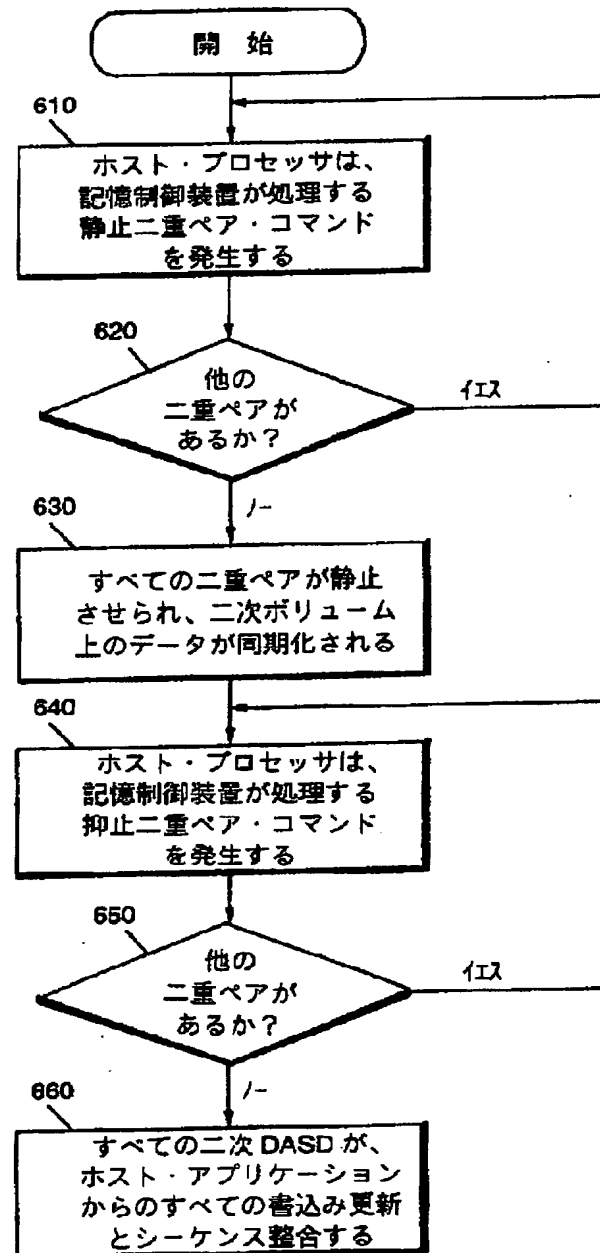 開 始
610
ホスト・プロセッサは、
記憶制御装置が処理する
静止二重ペア・コマンド
を発生する
620
他の
二重ペアが
あるか?
イエス
ノー
630
すべての二重ペアが静止
させられ、二次ボリューム
上のデータが同期化される
640
ホスト・プロセッサは、
記憶制御装置が処理する
抑止二重ペア・コマンド
を発生する
650
他の
二重ペアが
あるか?
イエス
ノー
660
すべての二次 DASD が、
ホスト・アプリケーション
からのすべての書込み更新
とシーケンス整合する